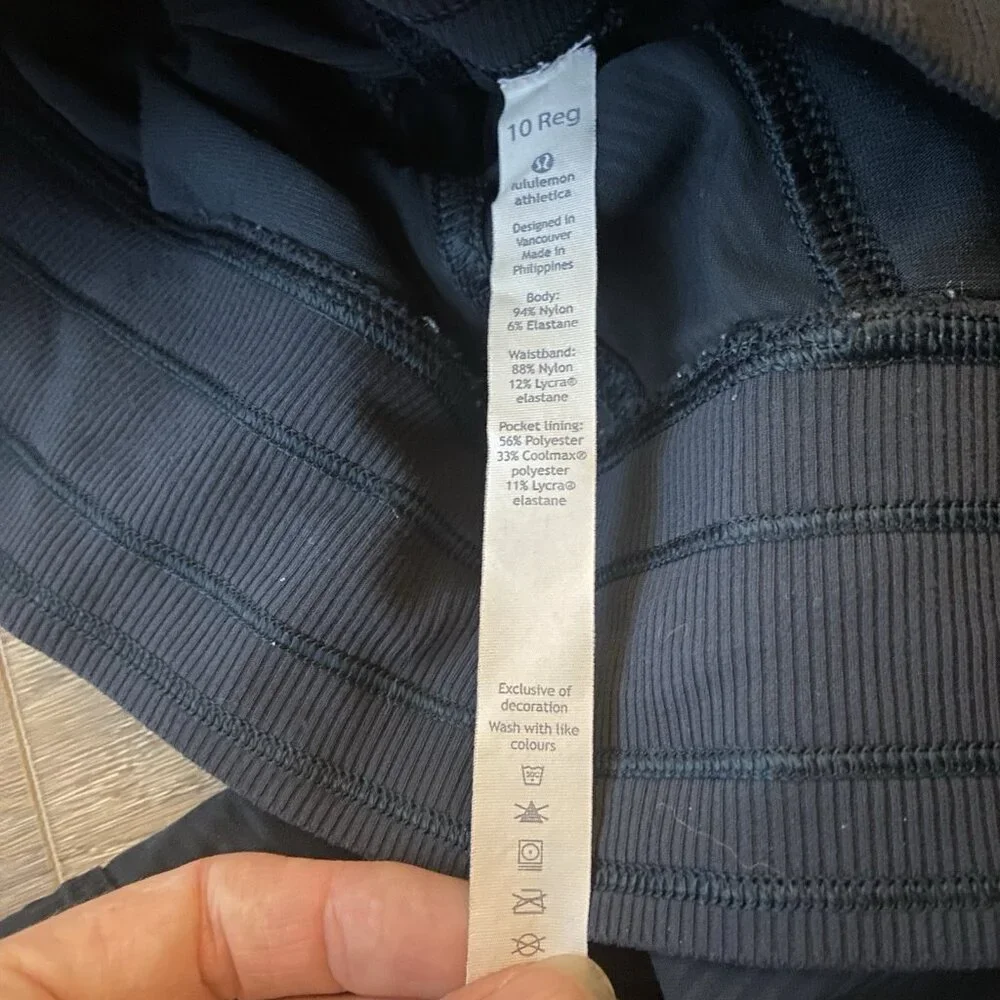 10 Reg
lululemon
athletica
Designed in
Vancouver
Made in
Philippines
Body:
94% Nylon
6% Elastane
Waistband:
88% Nylon
12% Lycra®
elastane
Pocket lining:
56% Polyester
33% Coolmax®
polyester
11% Lycra®
elastane
Exclusive of
decoration
Wash with like
colours
30C